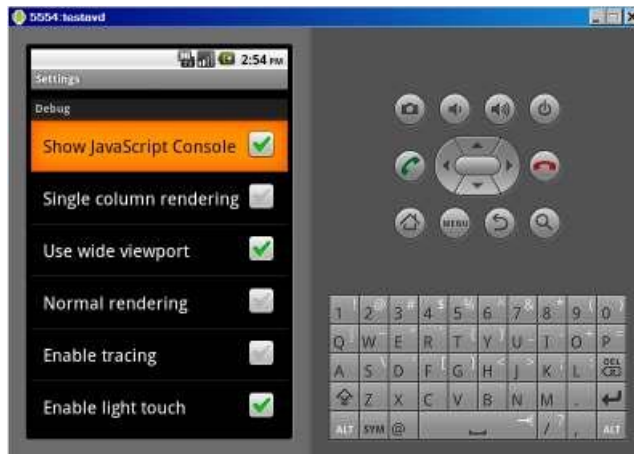 5554:testavd
2:54 PM
Settings
Debug
Show JavaScript Console
Single column rendering
Use wide viewport
Normal rendering
Enable tracing
Enable light touch
MENU
1 ! 2 @ 3 # 4 $ 5 % 6 ^ 7 & 8 * 9 ( 0 )
Q W E R T Y U I O P
A S D F G H J K L DEL
Z X C V B N M .
ALT SYM @ / ? , ALT